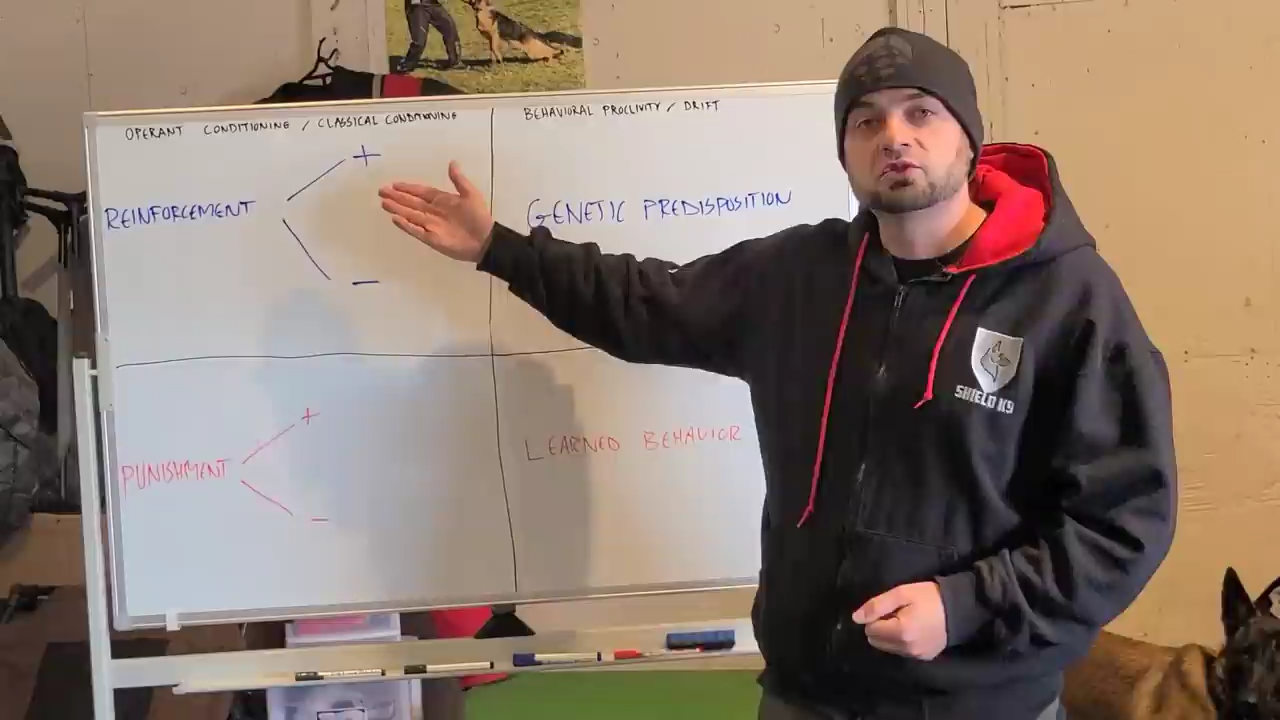 OPERANT CONDITIONING / CLASSICAL CONDITIONING
BEHAVIORAL PROCLIVITY / DRIFT
REINFORCEMENT
+
−
GENETIC PREDISPOSITION
PUNISHMENT
+
−
LEARNED BEHAVIOR
SHIELD K9